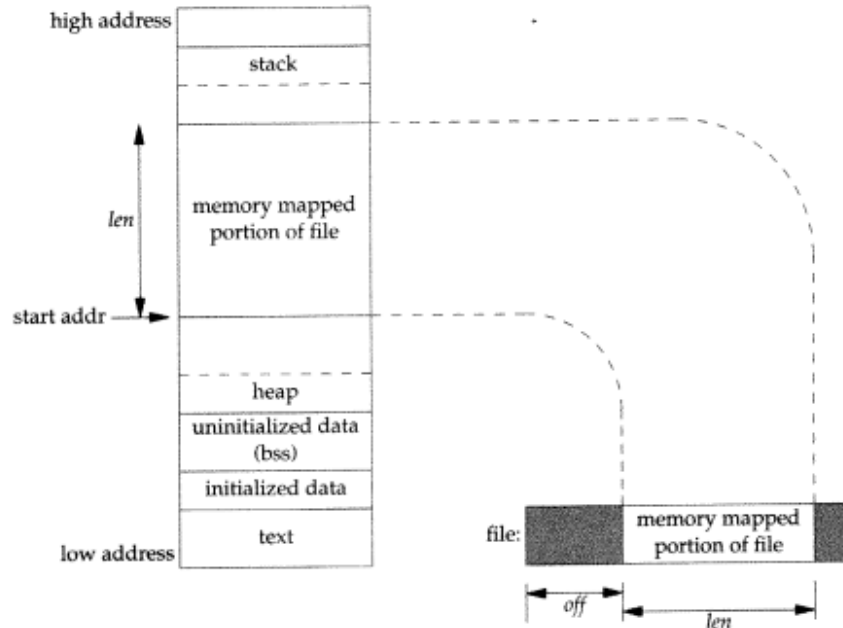 high address
stack
len
memory mapped
portion of file
start addr
heap
uninitialized data
(bss)
initialized data
text
low address
file:
memory mapped
portion of file
off
len